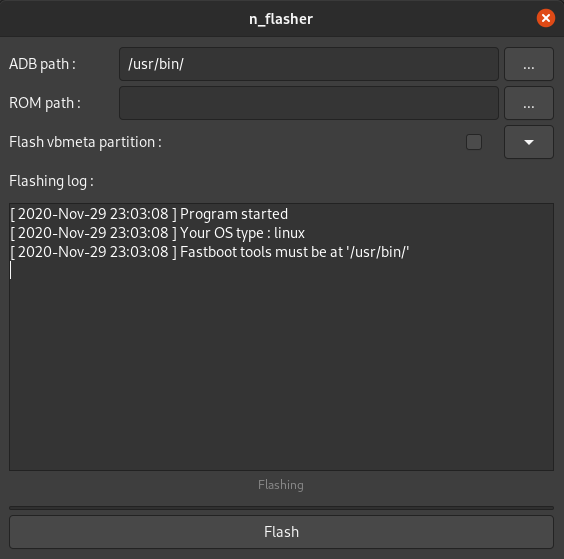 n_flasher
ADB path :
/usr/bin/
...
ROM path :
...
Flash vbmeta partition :
Flashing log :
[ 2020-Nov-29 23:03:08 ] Program started
[ 2020-Nov-29 23:03:08 ] Your OS type : linux
[ 2020-Nov-29 23:03:08 ] Fastboot tools must be at '/usr/bin/'
Flashing
Flash